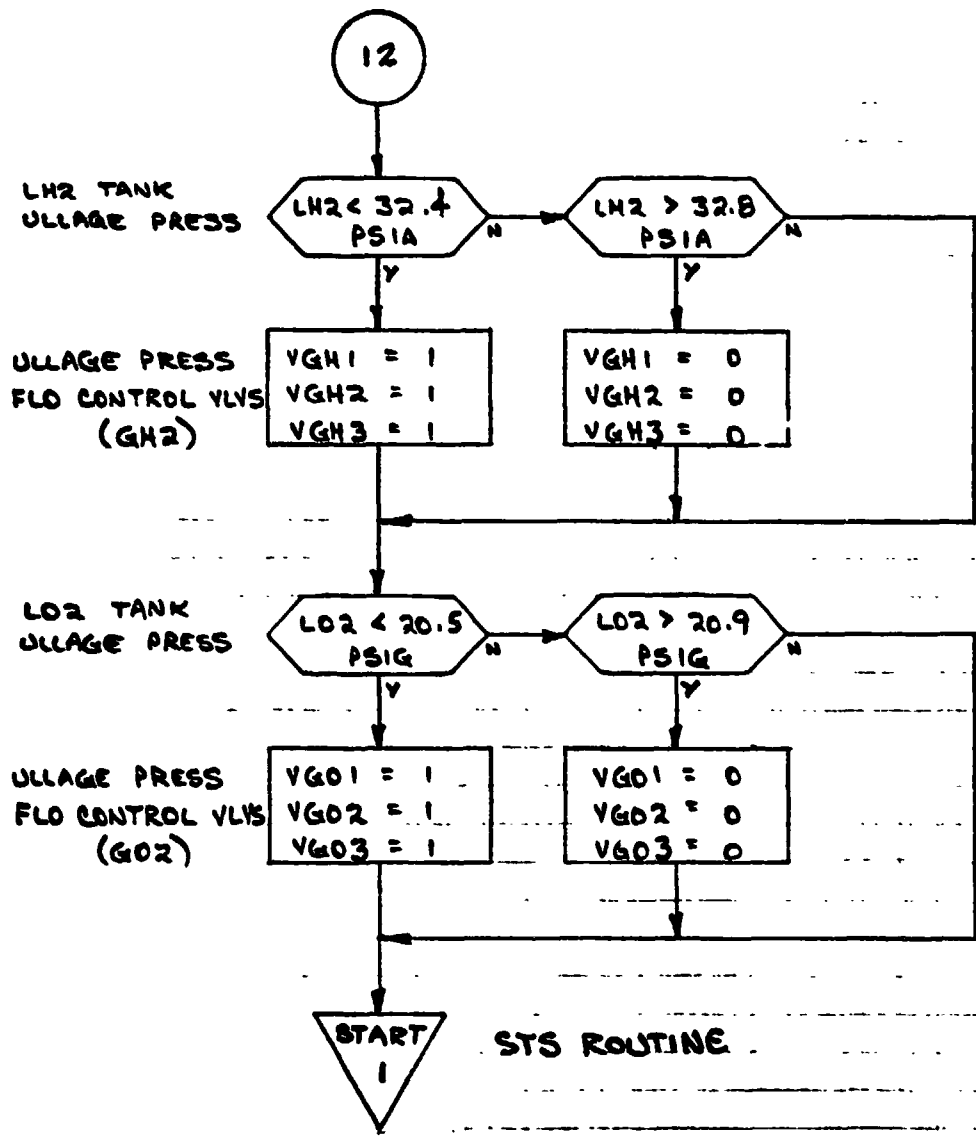 12
LH2 TANK
ULLAGE PRESS
LH2 < 32.4
PSIA
N
Y
LH2 > 32.8
PSIA
N
Y
ULLAGE PRESS
FLO CONTROL VLVS
(GH2)
VGH1 = 1
VGH2 = 1
VGH3 = 1
VGH1 = 0
VGH2 = 0
VGH3 = 0
LO2 TANK
ULLAGE PRESS
LO2 < 20.5
PSIG
N
Y
LO2 > 20.9
PSIG
N
Y
ULLAGE PRESS
FLO CONTROL VLVS
(GO2)
VGO1 = 1
VGO2 = 1
VGO3 = 1
VGO1 = 0
VGO2 = 0
VGO3 = 0
START
1
STS ROUTINE